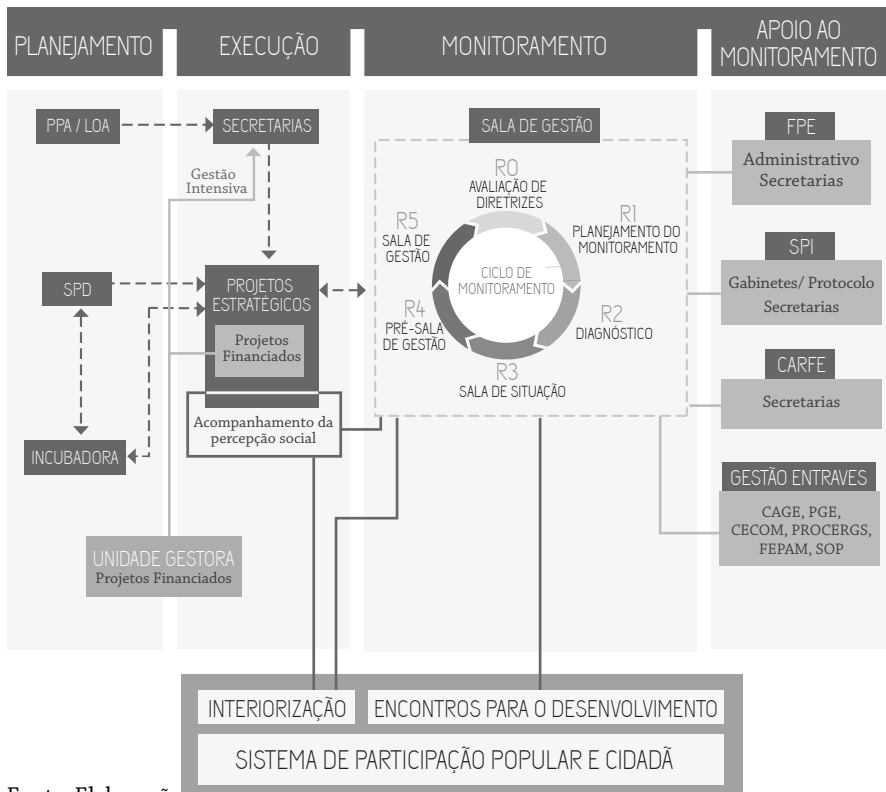 PLANEJAMENTO
EXECUÇÃO
MONITORAMENTO
APOIO AO
MONITORAMENTO
PPA / LOA
SPD
INCUBADORA
UNIDADE GESTORA
Projetos Financiados
SECRETARIAS
Gestão
Intensiva
PROJETOS
ESTRATÉGICOS
Projetos
Financiados
Acompanhamento da
percepção social
SALA DE GESTÃO
R0
AVALIAÇÃO DE
DIRETRIZES
R1
PLANEJAMENTO DO
MONITORAMENTO
R2
DIAGNÓSTICO
R3
SALA DE SITUAÇÃO
R4
PRÉ-SALA
DE GESTÃO
R5
SALA DE
GESTÃO
CICLO DE
MONITORAMENTO
FPE
Administrativo
Secretarias
SPI
Gabinetes/ Protocolo
Secretarias
CARFE
Secretarias
GESTÃO ENTRAVES
CAGE, PGE,
CECOM, PROCERGS,
FEPAM, SOP
INTERIORIZAÇÃO
ENCONTROS PARA O DESENVOLVIMENTO
SISTEMA DE PARTICIPAÇÃO POPULAR E CIDADÃ